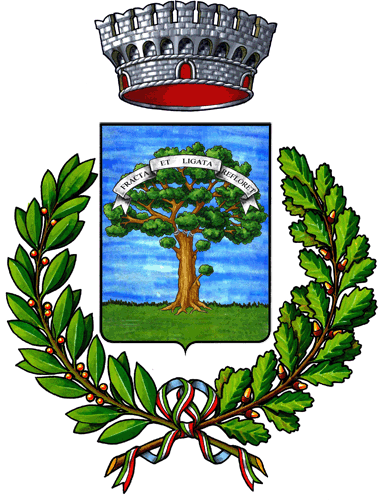 FRACTA ET LIGATA REFLORET